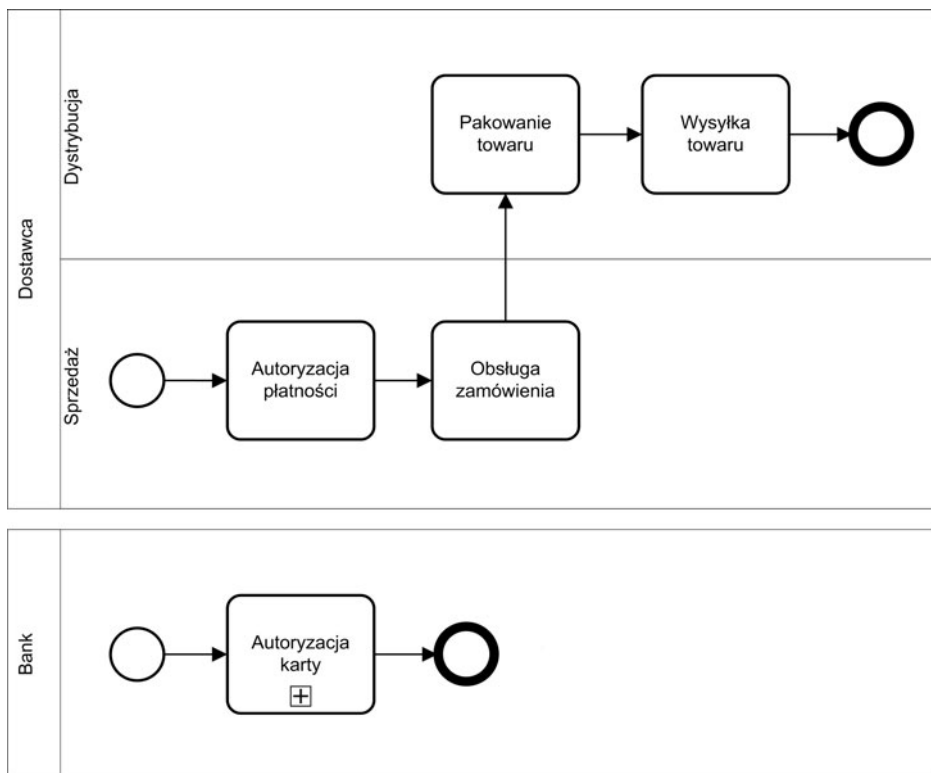 Dostawca
Dystrybucja
Pakowanie
towaru
Wysyłka
towaru
Sprzedaż
Autoryzacja
płatności
Obsługa
zamówienia
Bank
Autoryzacja
karty